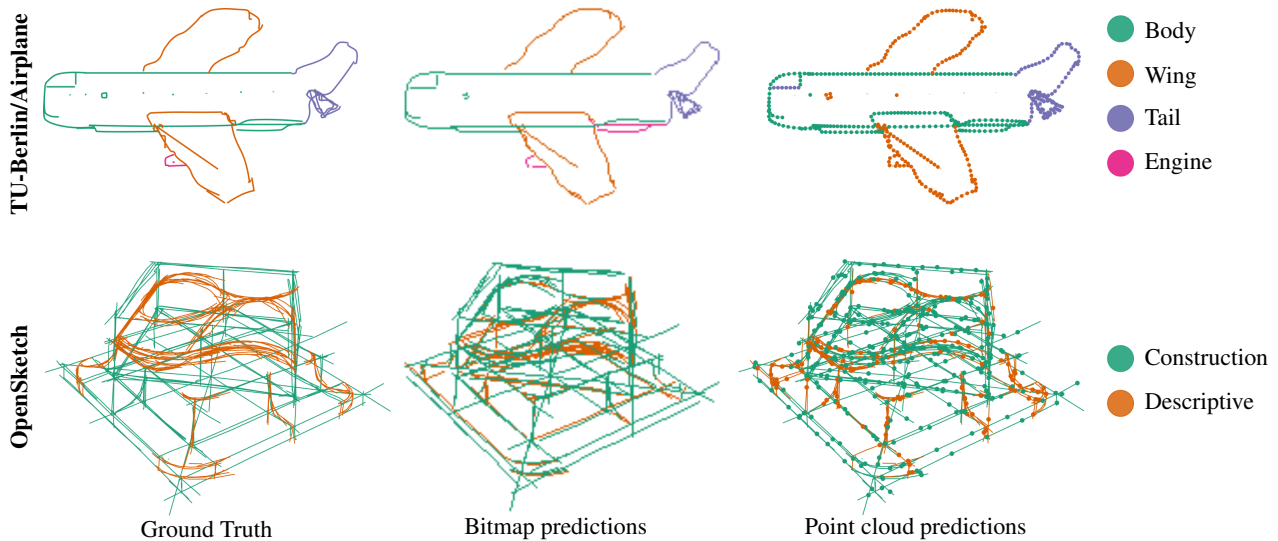 TU-Berlin/Airplane
Body
Wing
Tail
Engine
OpenSketch
Construction
Descriptive
Ground Truth
Bitmap predictions
Point cloud predictions